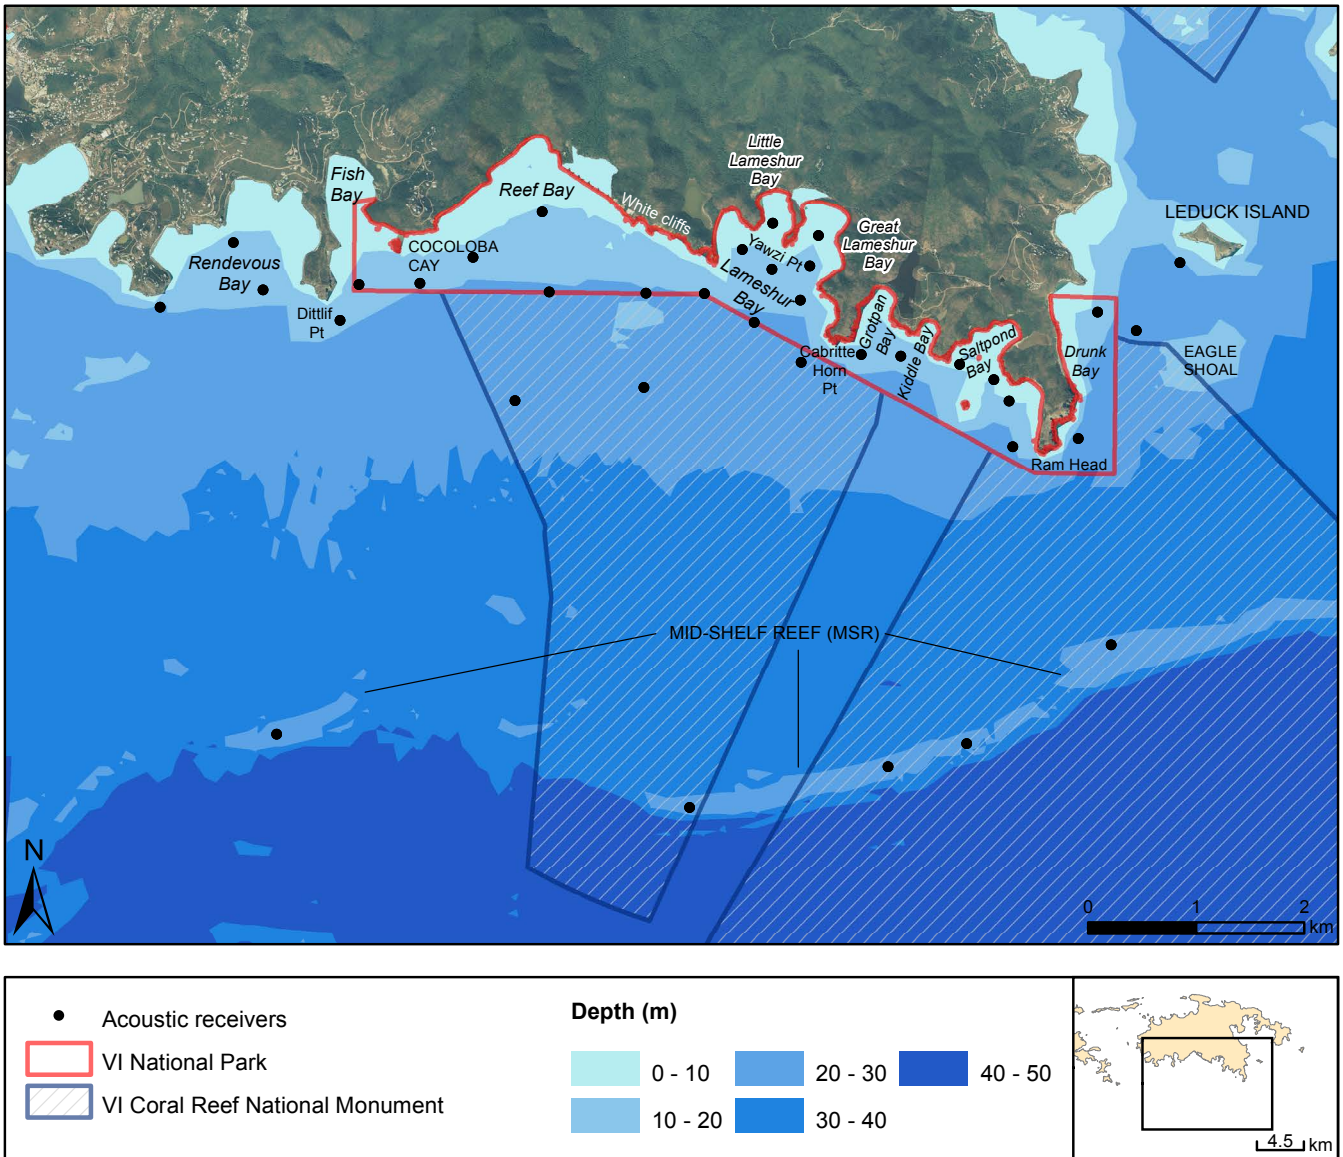 Little
Lameshur
Bay
Fish
Bay
Reef Bay
White cliffs
LEDUCK ISLAND
Great
Lameshur
Bay
Yawzi Pt
COCOLOBA
CAY
Rendevous
Bay
Lameshur
Bay
Dittlif
Pt
Grotpan
Bay
Kiddle Bay
Saltpond
Bay
Cabritte
Horn
Pt
Drunk
Bay
EAGLE
SHOAL
Ram Head
MID-SHELF REEF (MSR)
N
0 1 2
km
Acoustic receivers
VI National Park
VI Coral Reef National Monument
Depth (m)
0 - 10
10 - 20
20 - 30
30 - 40
40 - 50
4.5 km